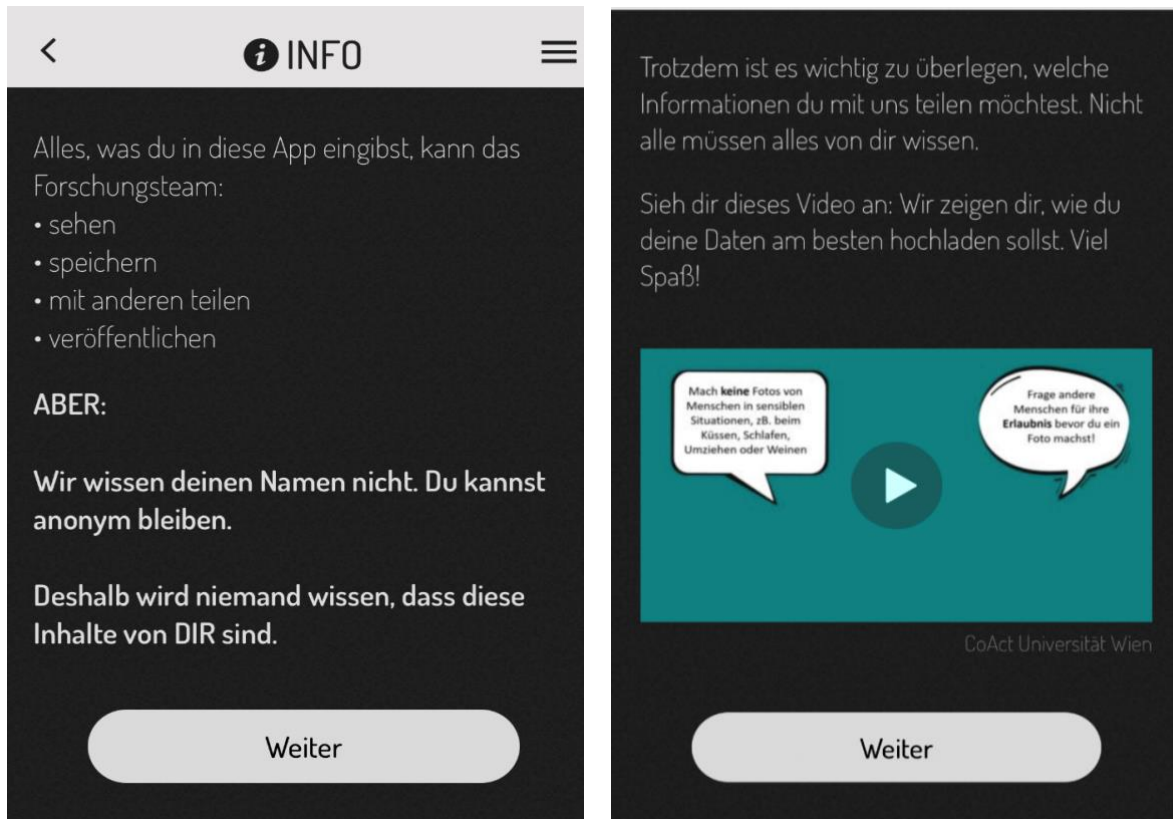 INFO
Alles, was du in diese App eingibst, kann das
Forschungsteam:
• sehen
• speichern
• mit anderen teilen
• veröffentlichen
ABER:
Wir wissen deinen Namen nicht. Du kannst
anonym bleiben.
Deshalb wird niemand wissen, dass diese
Inhalte von DIR sind.
Weiter
Trotzdem ist es wichtig zu überlegen, welche
Informationen du mit uns teilen möchtest. Nicht
alle müssen alles von dir wissen.
Sieh dir dieses Video an: Wir zeigen dir, wie du
deine Daten am besten hochladen sollst. Viel
Spaß!
Mach keine Fotos von
Menschen in sensiblen
Situationen, zB. beim
Küssen, Schlafen,
Umziehen oder Weinen
Frage andere
Menschen für ihre
Erlaubnis bevor du ein
Foto machst!
CoAct Universität Wien
Weiter